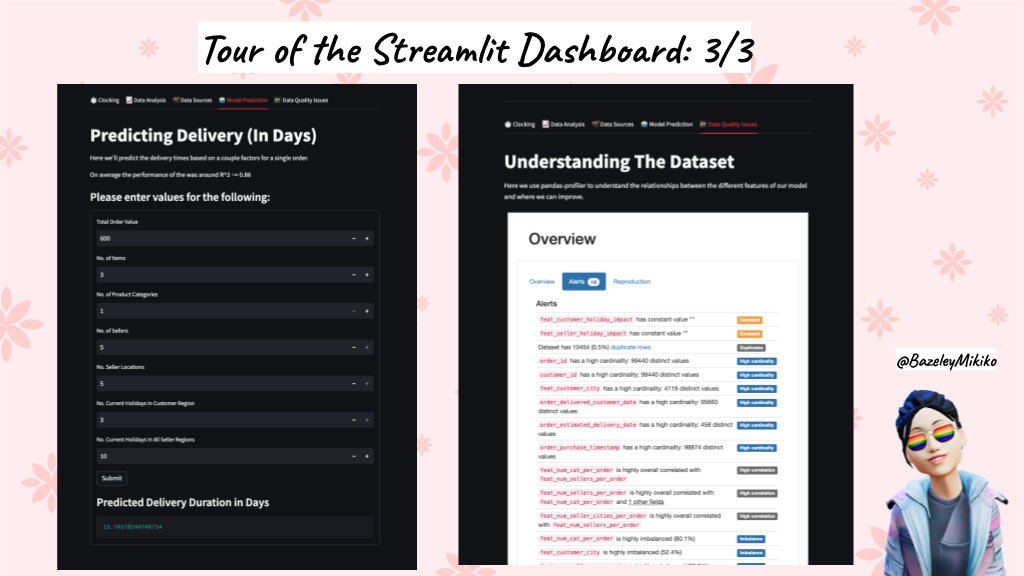 Tour of the Streamlit Dashboard: 3/3
Clocking Data Analysis Data Sources Model Prediction Data Quality Issues
Predicting Delivery (In Days)
Here we'll predict the delivery times based on a couple factors for a single order.
On average the performance of the was around R^2 ~= 0.86
Please enter values for the following:
Total Order Value
600
No. of Items
3
No. of Product Categories
1
No. of Sellers
5
No. Seller Locations
5
No. Current Holidays In Customer Region
3
No. Current Holidays In All Seller Regions
10
Submit
Predicted Delivery Duration in Days
Clocking Data Analysis Data Sources Model Prediction Data Quality Issues
Understanding The Dataset
Here we use pandas-profiler to understand the relationships between the different features of our model
and where we can improve.
Overview
Overview Alerts Reproduction
Alerts
feat_customer_holiday_impact has constant value "" Constant
feat_seller_holiday_impact has constant value "" Constant
Dataset has 10454 (0.5%) duplicate rows Duplicates
order_id has a high cardinality: 99440 distinct values High cardinality
customer_id has a high cardinality: 99440 distinct values High cardinality
feat_customer_city has a high cardinality: 4119 distinct values High cardinality
order_delivered_customer_date has a high cardinality: 95663 High cardinality
distinct values
order_estimated_delivery_date has a high cardinality: 458 distinct High cardinality
values
order_purchase_timestamp has a high cardinality: 98874 distinct High cardinality
values
feat_num_cat_per_order is highly overall correlated with High correlation
feat_num_sellers_per_order
feat_num_sellers_per_order is highly overall correlated with High correlation
feat_num_cat_per_order and 1 other fields
feat_num_seller_cities_per_order is highly overall correlated High correlation
with feat_num_sellers_per_order
feat_num_cat_per_order is highly imbalanced (80.1%) Imbalance
feat_customer_city is highly imbalanced (52.4%) Imbalance
@BazeleyMikiko